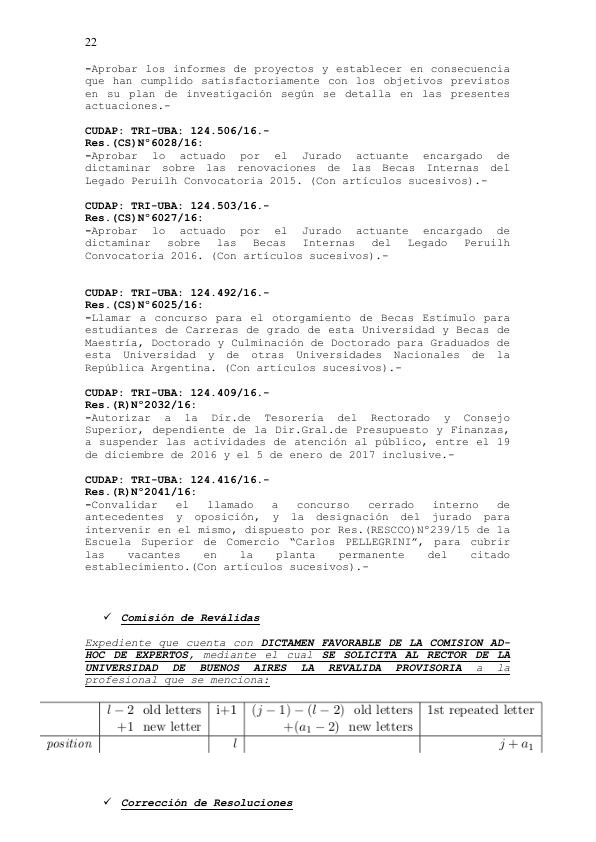 22
-Aprobar los informes de proyectos y establecer en consecuencia
que han cumplido satisfactoriamente con los objetivos previstos
en su plan de investigación según se detalla en las presentes
actuaciones.-
CUDAP: TRI-UBA: 124.506/16.-
Res.(CS)N°6028/16:
-Aprobar lo actuado por el Jurado actuante encargado de
dictaminar sobre las renovaciones de las Becas Internas del
Legado Peruilh Convocatoria 2015. (Con artículos sucesivos).-
CUDAP: TRI-UBA: 124.503/16.-
Res.(CS)N°6027/16:
-Aprobar lo actuado por el Jurado actuante encargado de
dictaminar sobre las Becas Internas del Legado Peruilh
Convocatoria 2016. (Con artículos sucesivos).-
CUDAP: TRI-UBA: 124.492/16.-
Res.(CS)N°6025/16:
-Llamar a concurso para el otorgamiento de Becas Estímulo para
estudiantes de Carreras de grado de esta Universidad y Becas de
Maestría, Doctorado y Culminación de Doctorado para Graduados de
esta Universidad y de otras Universidades Nacionales de la
República Argentina. (Con artículos sucesivos).-
CUDAP: TRI-UBA: 124.409/16.-
Res.(R)N°2032/16:
-Autorizar a la Dir.de Tesorería del Rectorado y Consejo
Superior, dependiente de la Dir.Gral.de Presupuesto y Finanzas,
a suspender las actividades de atención al público, entre el 19
de diciembre de 2016 y el 5 de enero de 2017 inclusive.-
CUDAP: TRI-UBA: 124.416/16.-
Res.(R)N°2041/16:
-Convalidar el llamado a concurso cerrado interno de
antecedentes y oposición, y la designación del jurado para
intervenir en el mismo, dispuesto por Res.(RESCCO)N°239/15 de la
Escuela Superior de Comercio “Carlos PELLEGRINI”, para cubrir
las vacantes en la planta permanente del citado
establecimiento.(Con artículos sucesivos).-
✓ Comisión de Reválidas
Expediente que cuenta con DICTAMEN FAVORABLE DE LA COMISION AD-
HOC DE EXPERTOS, mediante el cual SE SOLICITA AL RECTOR DE LA
UNIVERSIDAD DE BUENOS AIRES LA REVALIDA PROVISORIA a la
profesional que se menciona:
l − 2 old letters i+1 (j − 1) − (l − 2) old letters 1st repeated letter
+1 new letter +(a₁ − 2) new letters
position l j + a₁
✓ Corrección de Resoluciones